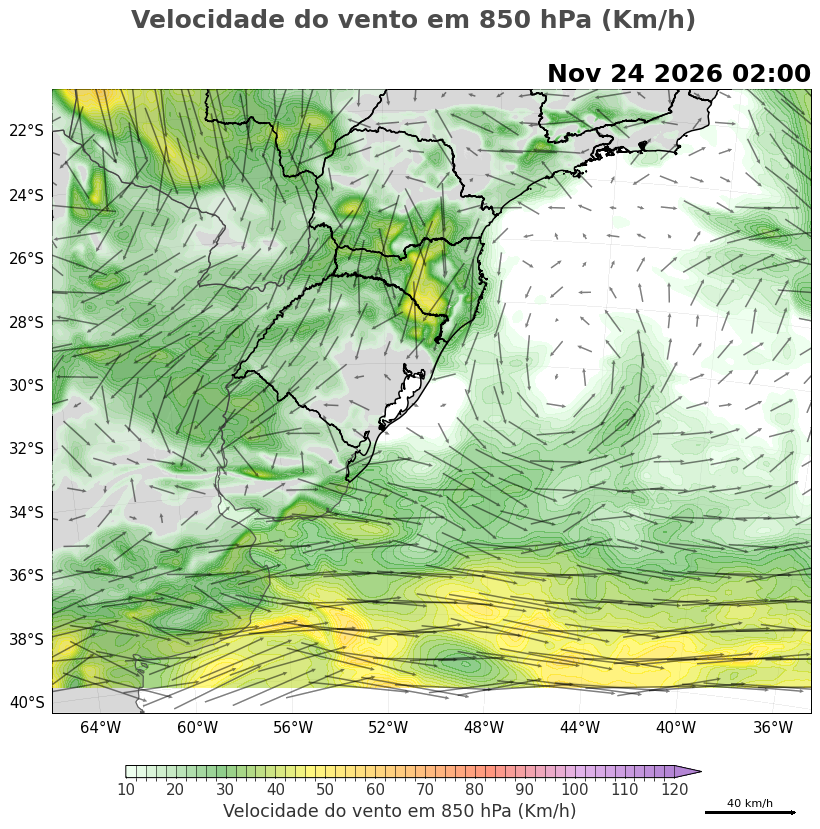 Velocidade do vento em 850 hPa (Km/h)
Nov 24 2026 02:00
22°S
24°S
26°S
28°S
30°S
32°S
34°S
36°S
38°S
40°S
64°W 60°W 56°W 52°W 48°W 44°W 40°W 36°W
10 20 30 40 50 60 70 80 90 100 110 120
Velocidade do vento em 850 hPa (Km/h)
40 km/h